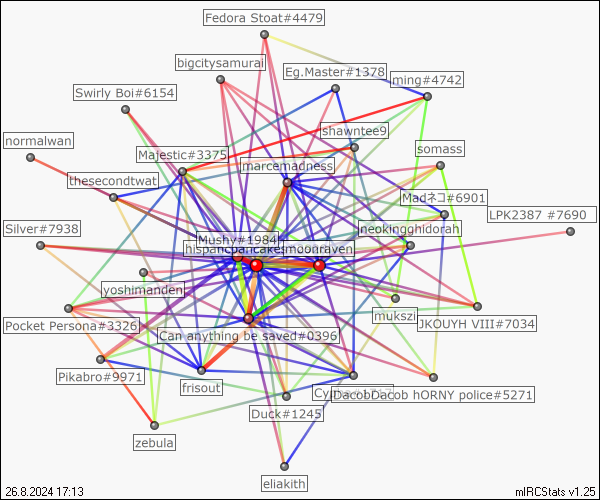 Fedora Stoat#4479
bigcitysamurai
Eg.Master#1378
ming#4742
Swirly Boi#6154
shawntee9
normalwan
Majestic#3375
marcemadness
somass
thesecondtwat
Madネコ#6901
LPK2387 #7690
Silver#7938
Mushy#1984
neokingghidorah
hispanicpancakes
moonraven
yoshimanden
mukszi
Pocket Persona#3326
JKOUYH VIII#7034
Can anything be saved#0396
Pikabro#9971
frisout
DacobDacob hORNY police#5271
Duck#1245
zebula
eliakith
26.8.2024 17:13
mIRCStats v1.25